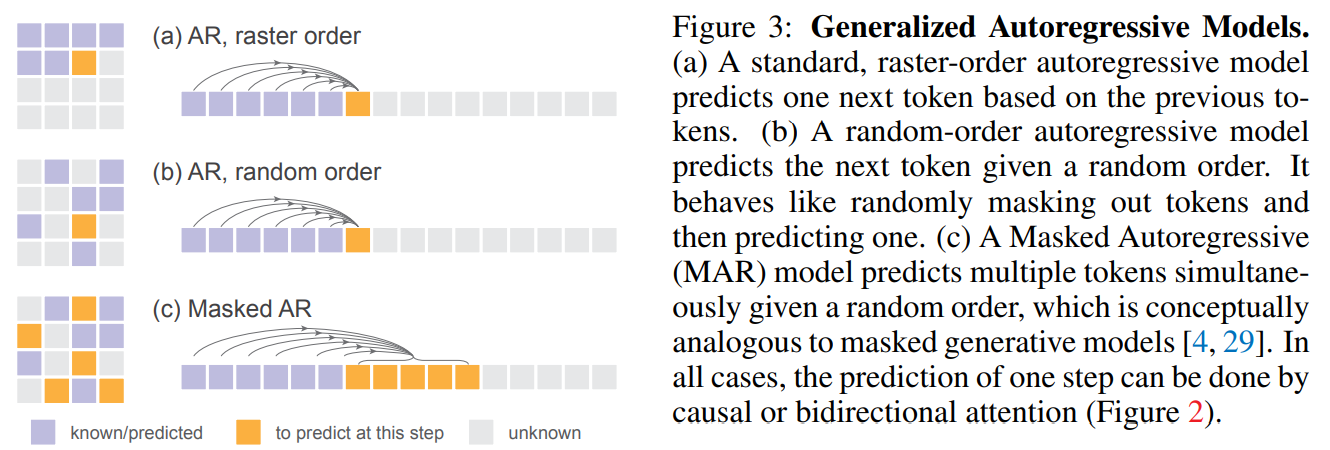 (a) AR, raster order
(b) AR, random order
(c) Masked AR
known/predicted
to predict at this step
unknown
Figure 3: Generalized Autoregressive Models.
(a) A standard, raster-order autoregressive model
predicts one next token based on the previous to-
kens. (b) A random-order autoregressive model
predicts the next token given a random order. It
behaves like randomly masking out tokens and
then predicting one. (c) A Masked Autoregressive
(MAR) model predicts multiple tokens simultane-
ously given a random order, which is conceptually
analogous to masked generative models [4, 29]. In
all cases, the prediction of one step can be done by
causal or bidirectional attention (Figure 2).